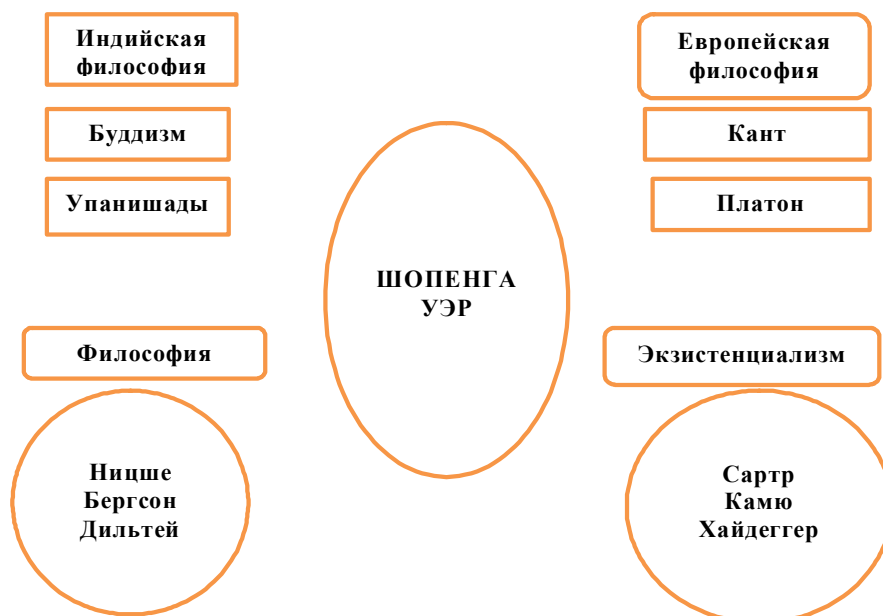 Индийская
философия
Европейская
философия
Буддизм
Кант
Упанишады
Платон
ШОПЕНГА
УЭР
Философия
Экзистенциализм
Ницше
Бергсон
Дильтей
Сартр
Камю
Хайдеггер